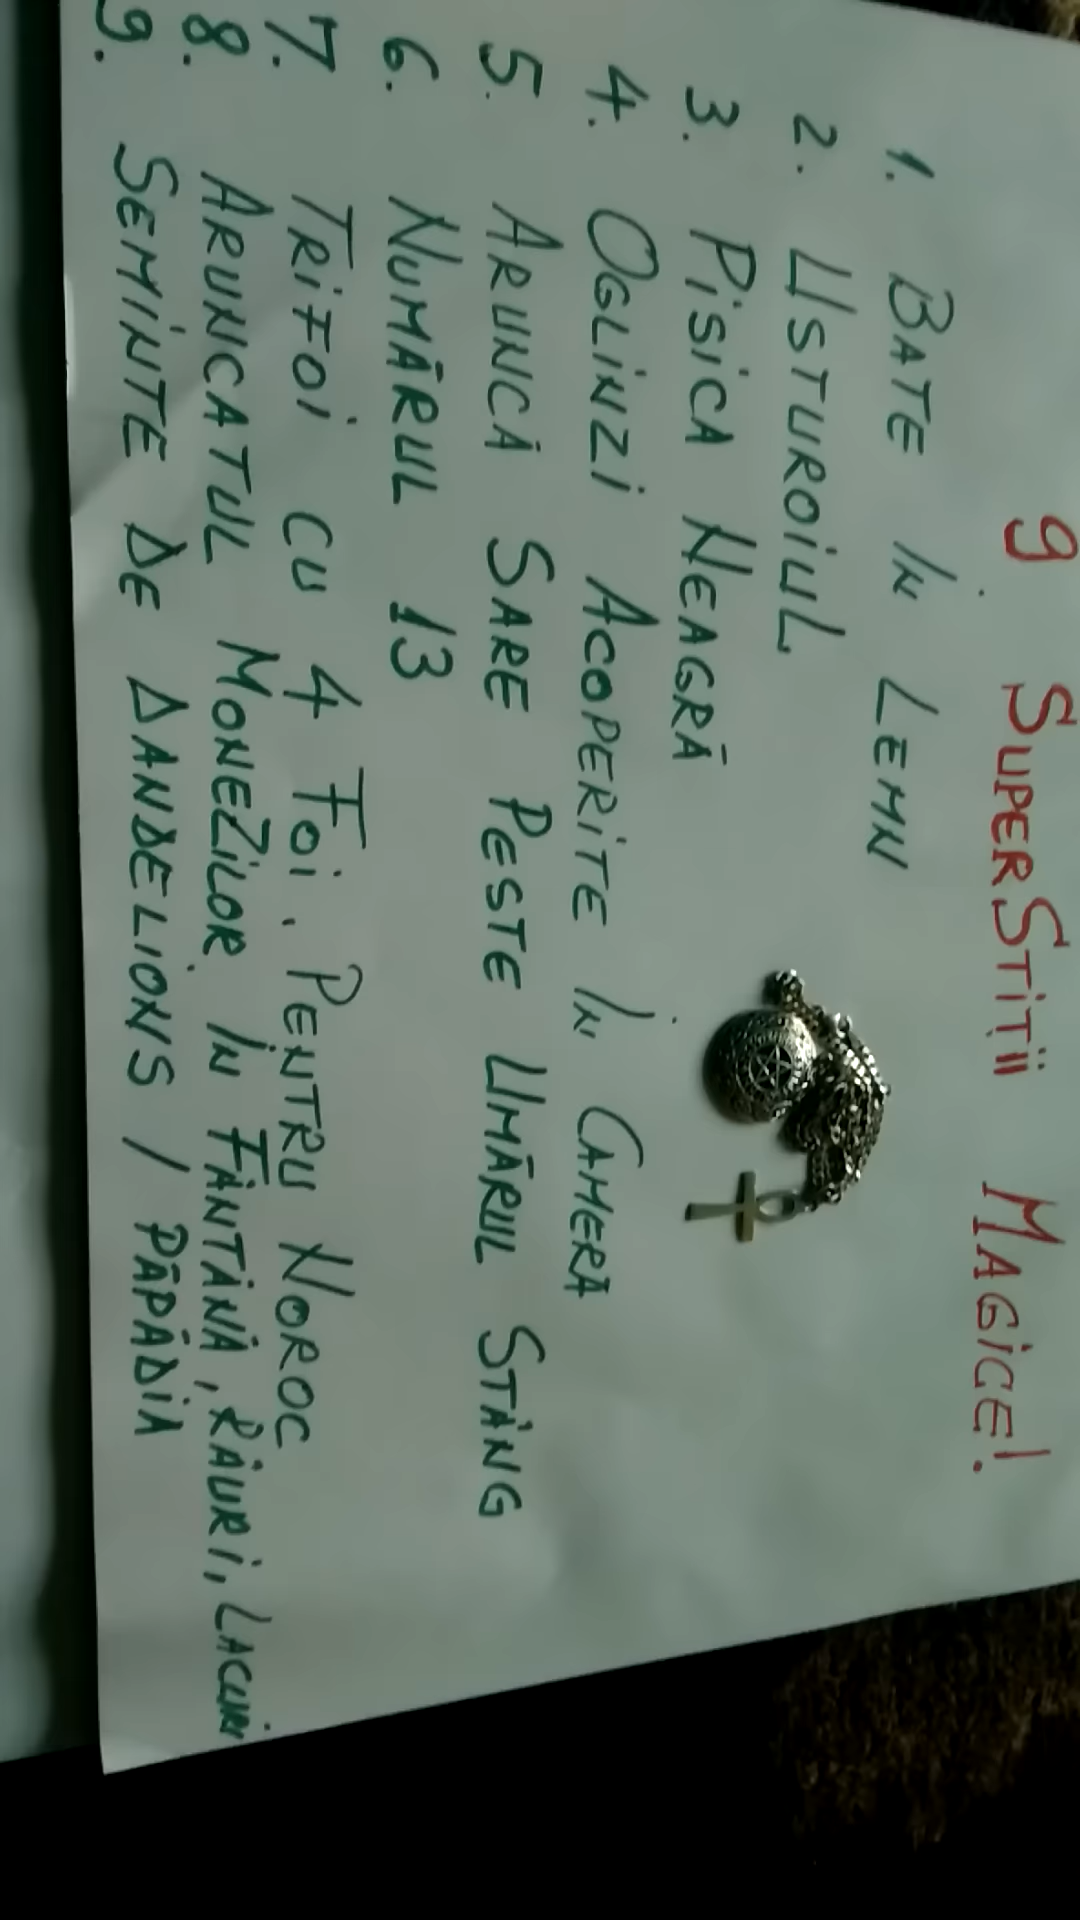 9 SUPERSTIȚII MAGICE!
1. BATE ÎN LEMN
2. USTUROIUL
3. PISICA NEAGRĂ
4. OGLINZI ACOPERITE ÎN CAMERĂ
5. ARUNCĂ SARE PESTE UMĂRUL STÂNG
6. NUMĂRUL 13
7. TRIFOI CU 4 FOI. PENTRU NOROC
8. ARUNCATUL MONEZILOR ÎN FÂNTÂNĂ, RÂURI, LACURI
9. SEMINTE DE DANDELIONS / PĂPĂDIA